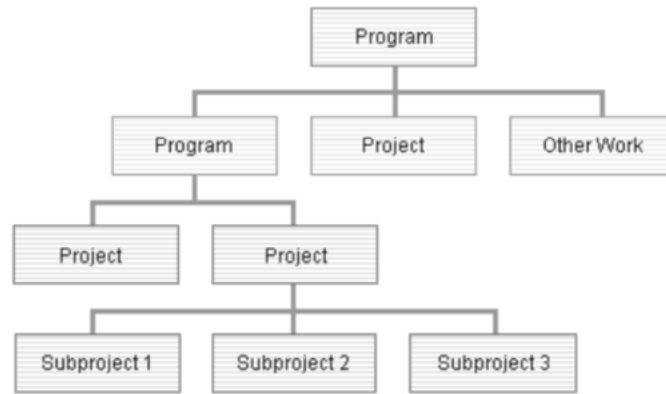 Program
Program
Project
Other Work
Project
Project
Subproject 1
Subproject 2
Subproject 3